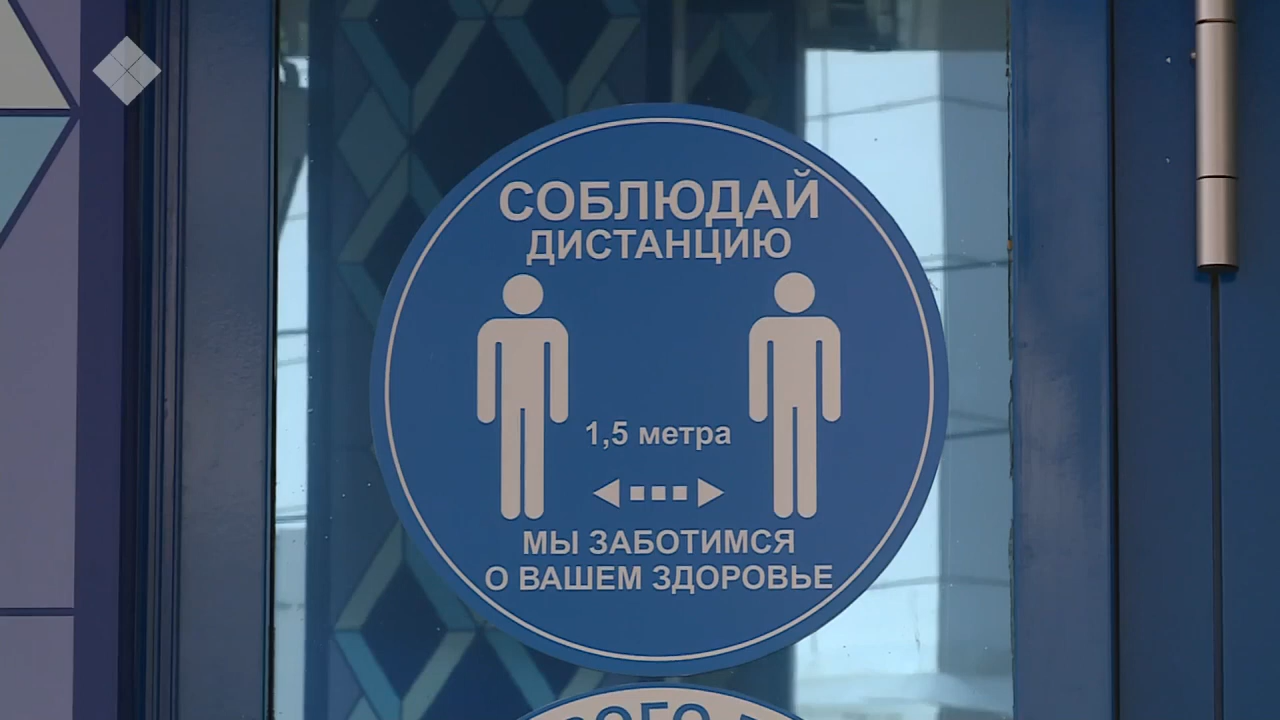 СОБЛЮДАЙ
ДИСТАНЦИЮ
1,5 метра
МЫ ЗАБОТИМСЯ
О ВАШЕМ ЗДОРОВЬЕ